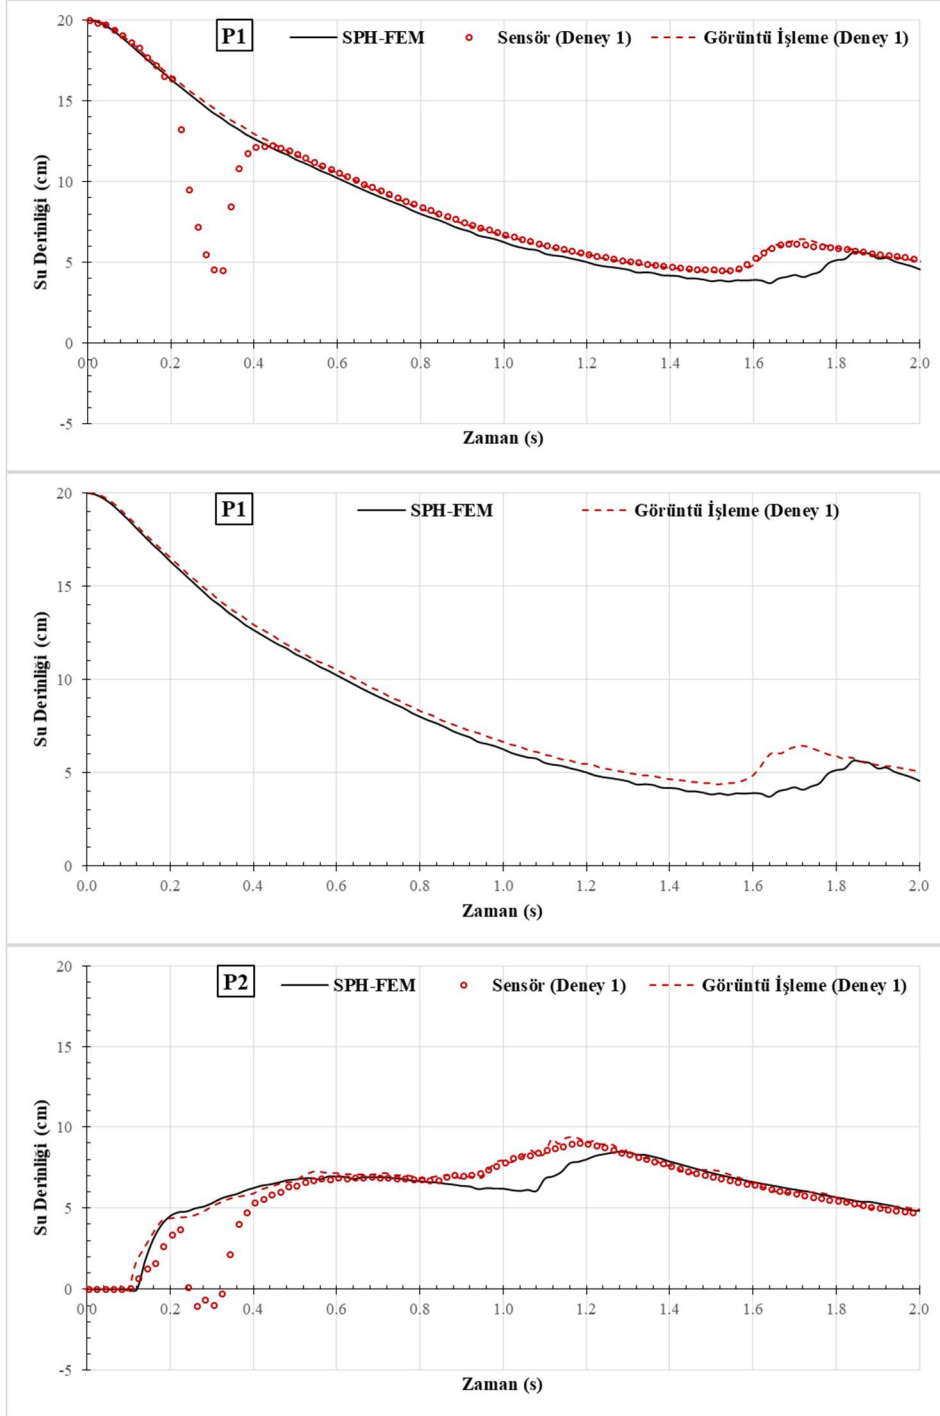 P1
SPH-FEM
Sensör (Deney 1)
Görüntü İşleme (Deney 1)
Su Derinliği (cm)
20
15
10
5
0
-5
0.0 0.2 0.4 0.6 0.8 1.0 1.2 1.4 1.6 1.8 2.0
Zaman (s)
P1
SPH-FEM
Görüntü İşleme (Deney 1)
Su Derinliği (cm)
20
15
10
5
0
0.0 0.2 0.4 0.6 0.8 1.0 1.2 1.4 1.6 1.8 2.0
Zaman (s)
P2
SPH-FEM
Sensör (Deney 1)
Görüntü İşleme (Deney 1)
Su Derinliği (cm)
20
15
10
5
0
-5
0.0 0.2 0.4 0.6 0.8 1.0 1.2 1.4 1.6 1.8 2.0
Zaman (s)